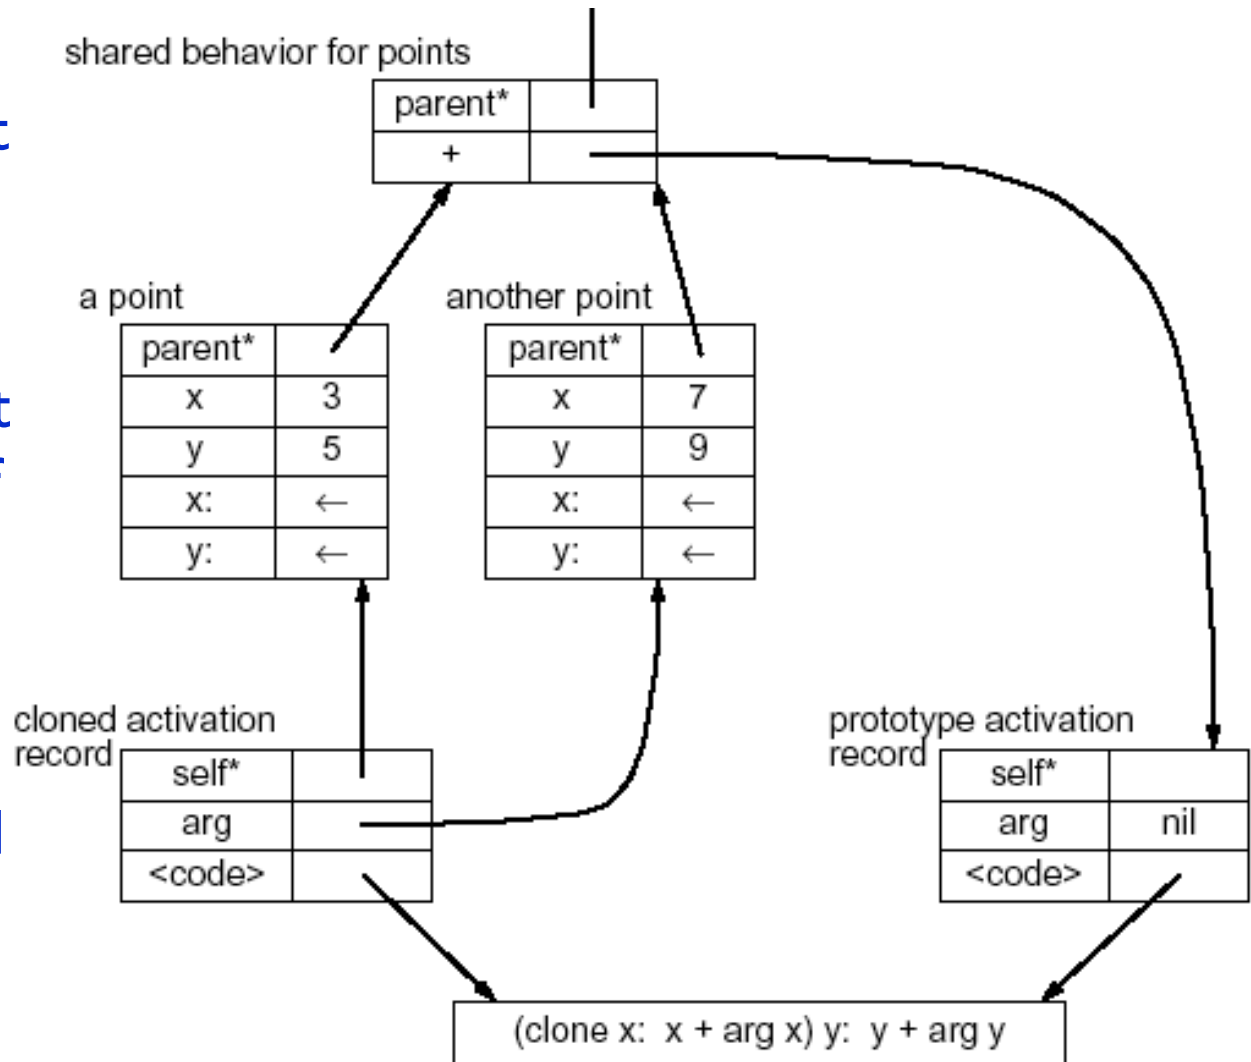 shared behavior for points
parent*
+
a point
parent*
x 3
y 5
x: ←
y: ←
another point
parent*
x 7
y 9
x: ←
y: ←
cloned activation
record
self*
arg
<code>
prototype activation
record
self*
arg nil
<code>
(clone x: x + arg x) y: y + arg y